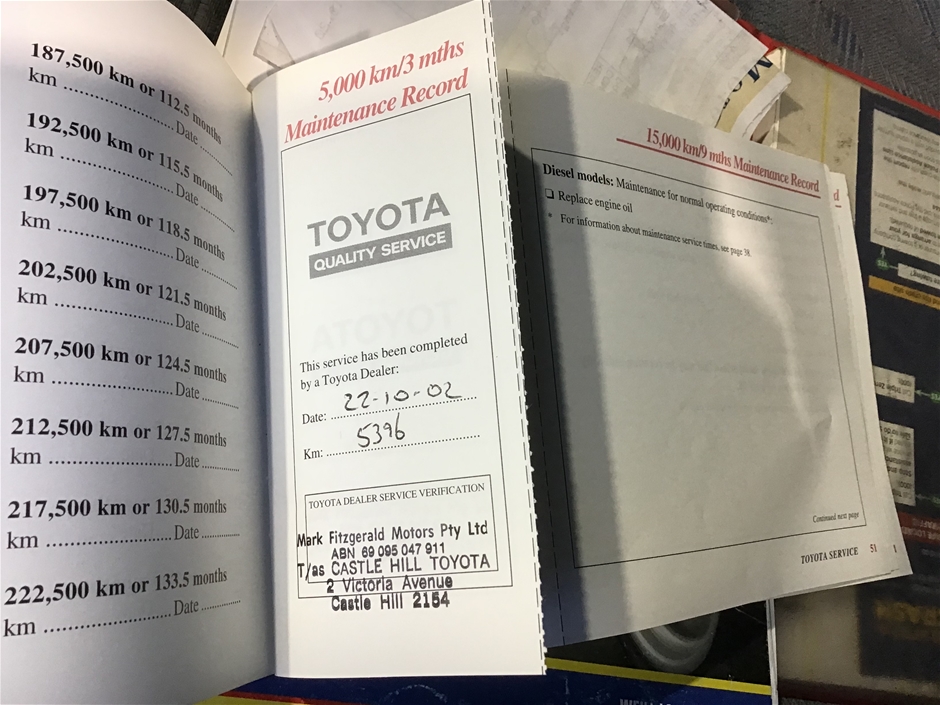 187,500 km or 112.5 months
km ........................ Date ..........
192,500 km or 115.5 months
km ........................ Date ..........
197,500 km or 118.5 months
km ........................ Date ..........
202,500 km or 121.5 months
km ........................ Date ..........
207,500 km or 124.5 months
km ........................ Date ..........
212,500 km or 127.5 months
km ........................ Date ..........
217,500 km or 130.5 months
km ........................ Date ..........
222,500 km or 133.5 months
km ........................ Date ..........
5,000 km/3 mths
Maintenance Record
TOYOTA
QUALITY SERVICE
This service has been completed
by a Toyota Dealer:
Date: 22-10-02
Km: 5396
TOYOTA DEALER SERVICE VERIFICATION
Mark Fitzgerald Motors Pty Ltd
ABN 69 095 047 911
T/as CASTLE HILL TOYOTA
2 Victoria Avenue
Castle Hill 2154
15,000 km/9 mths Maintenance Record
Diesel models: Maintenance for normal operating conditions*:
❑ Replace engine oil
* For information about maintenance service times, see page 38.
Continued next page
TOYOTA SERVICE 51